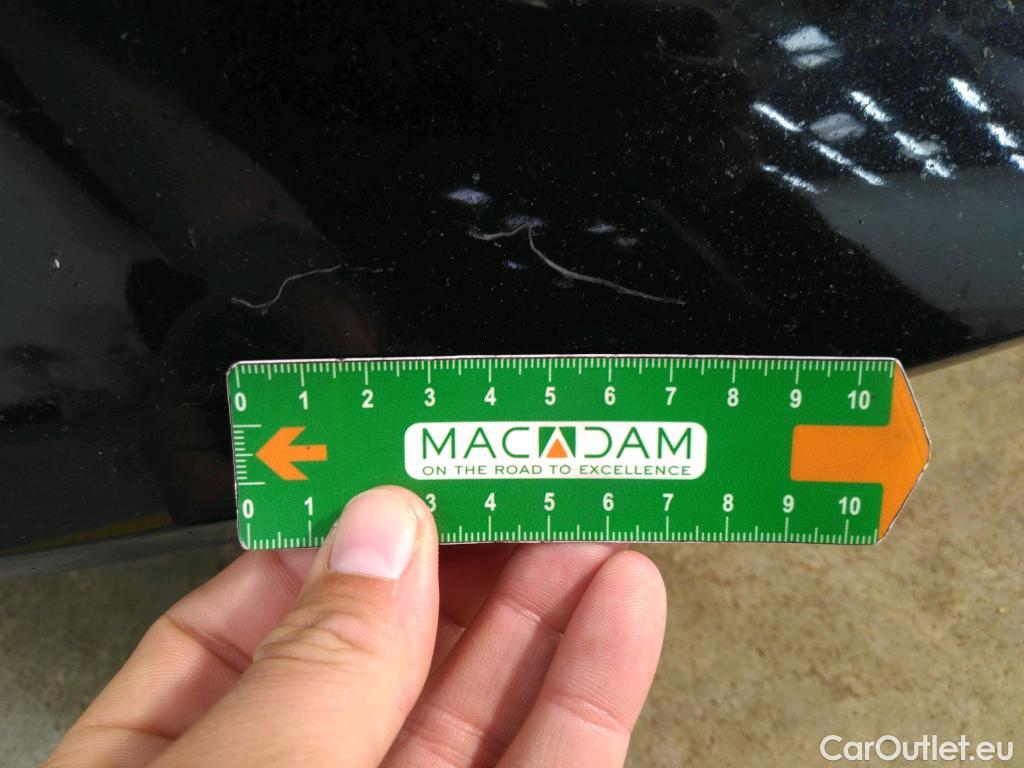 0 1 2 3 4 5 6 7 8 9 10
MACADAM
ON THE ROAD TO EXCELLENCE
0 1 3 4 5 6 7 8 9 10
CarOutlet.eu